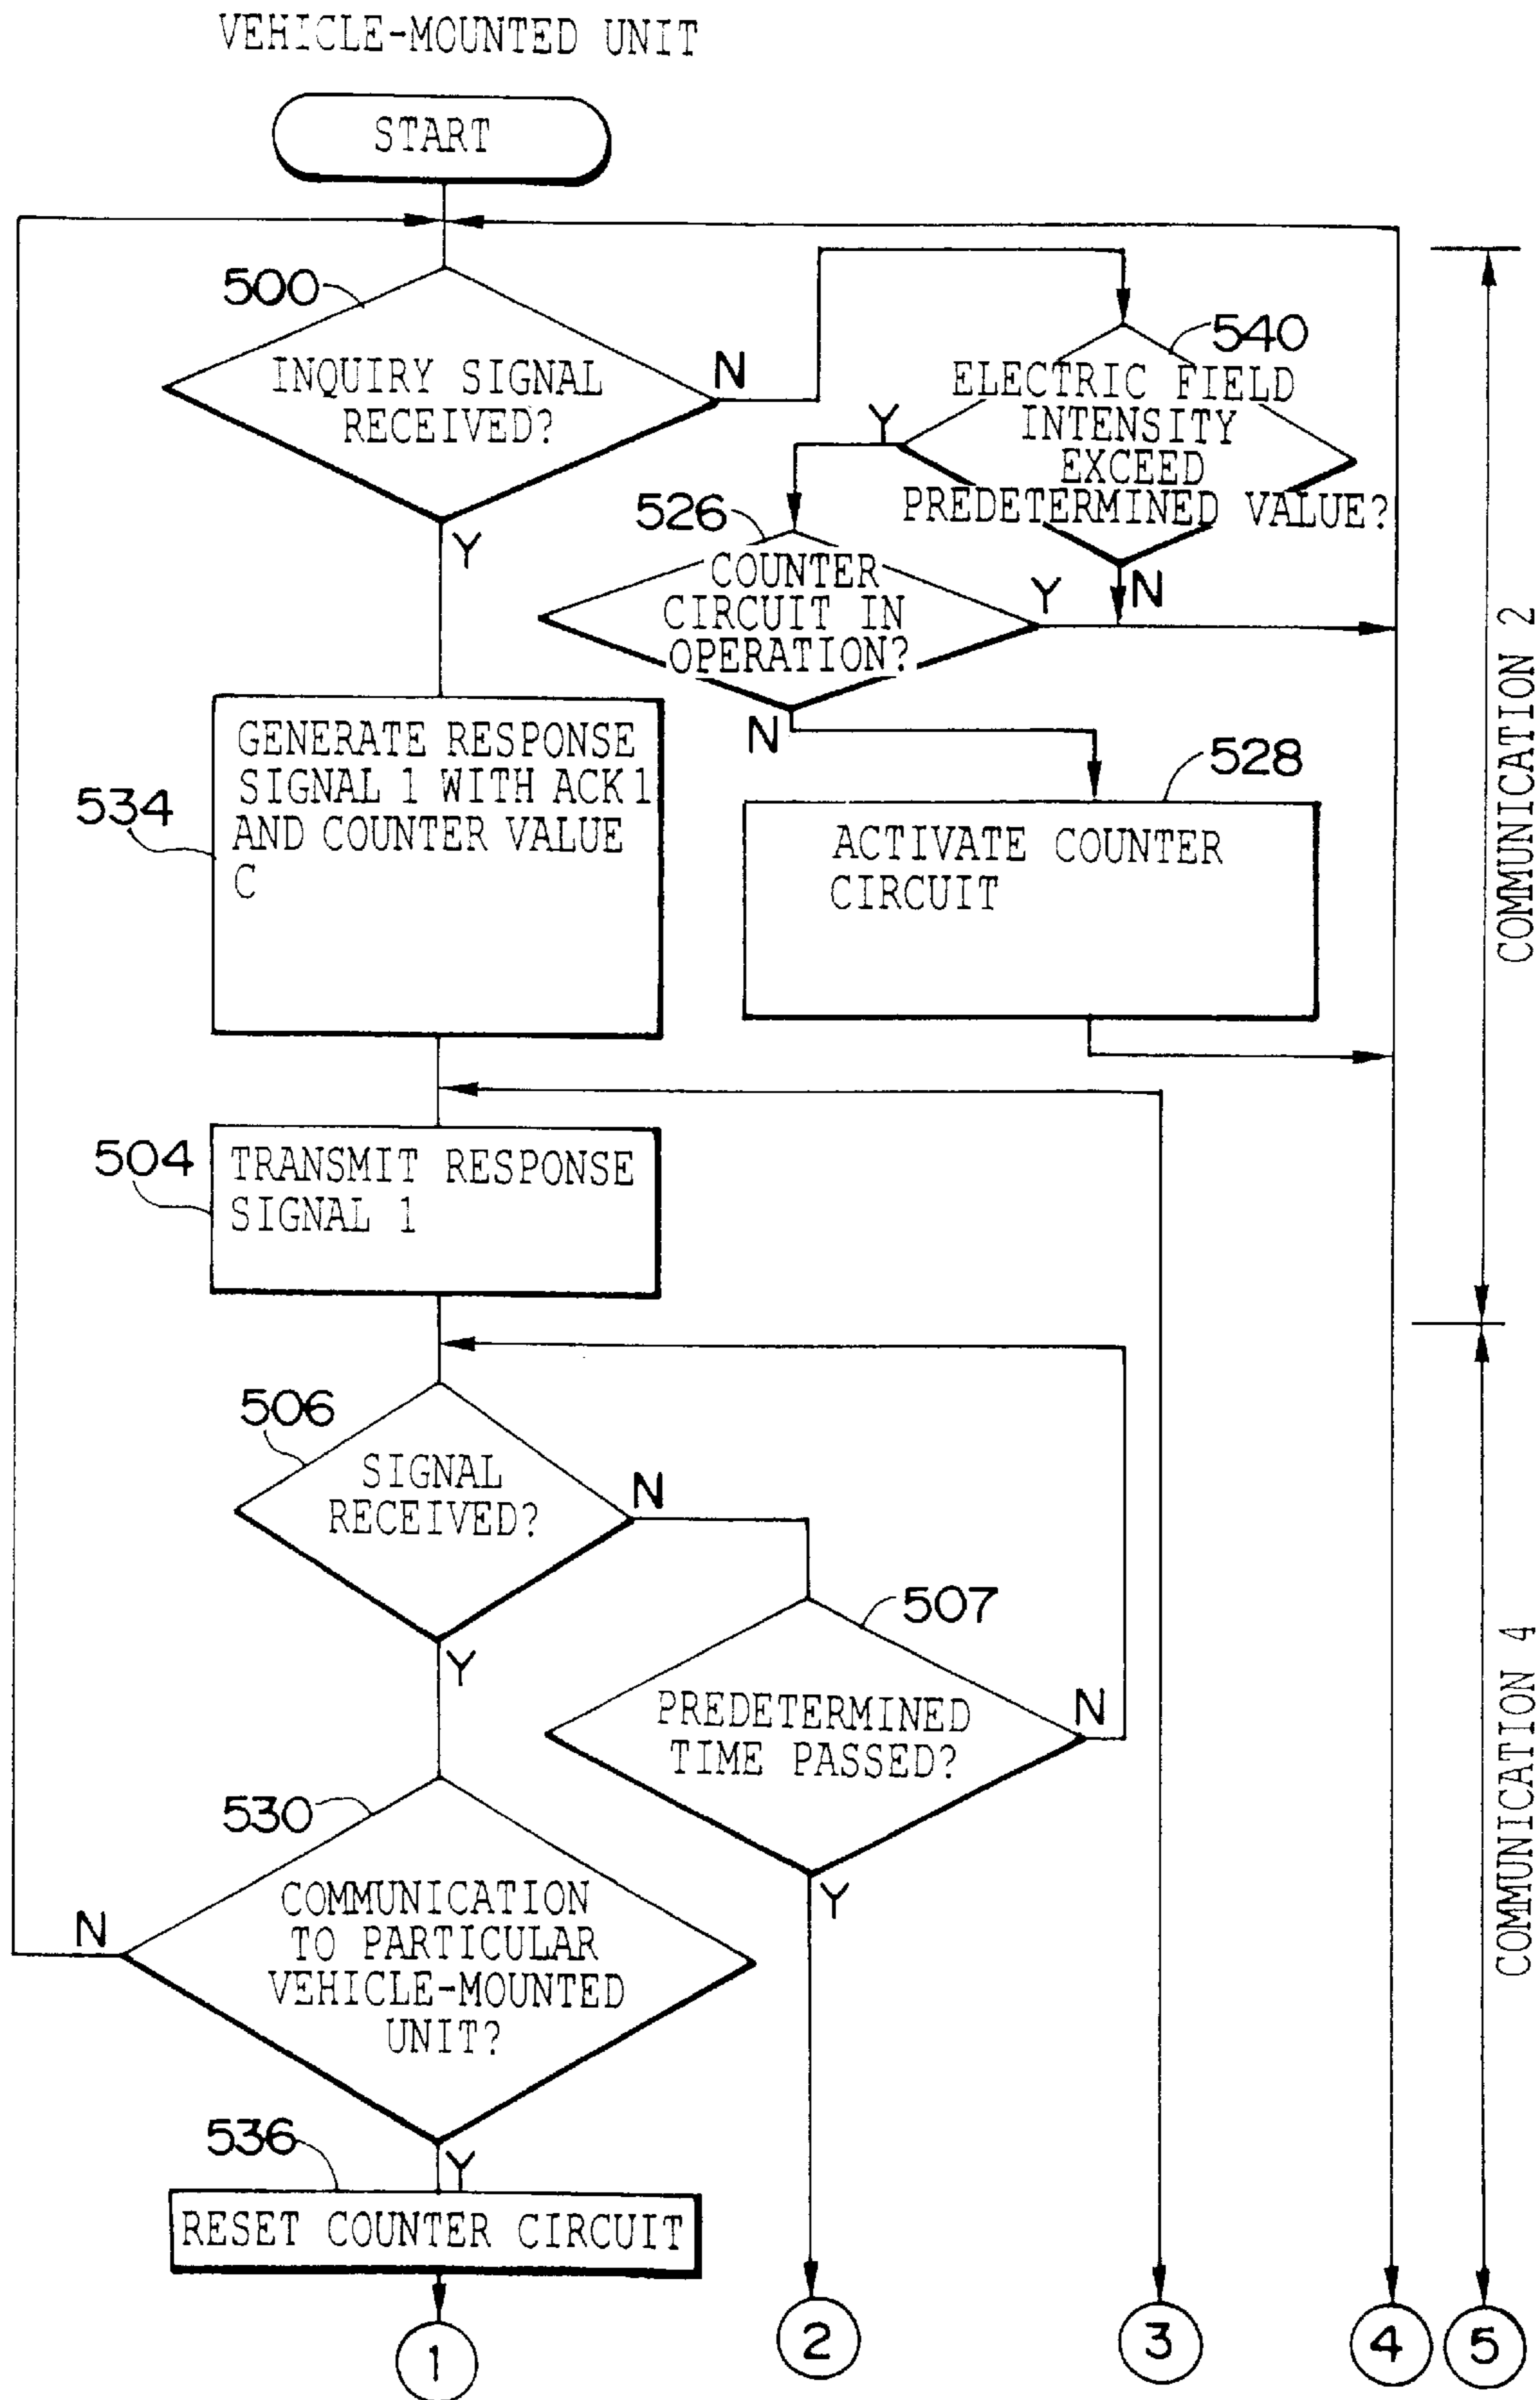 VEHICLE-MOUNTED UNIT
START
500
INQUIRY SIGNAL
RECEIVED?
N
Y
540
ELECTRIC FIELD
INTENSITY
EXCEED
PREDETERMINED VALUE?
Y
N
526
COUNTER
CIRCUIT IN
OPERATION?
Y
N
534
GENERATE RESPONSE
SIGNAL 1 WITH ACK1
AND COUNTER VALUE
C
528
ACTIVATE COUNTER
CIRCUIT
COMMUNICATION 2
504
TRANSMIT RESPONSE
SIGNAL 1
506
SIGNAL
RECEIVED?
N
Y
507
PREDETERMINED
TIME PASSED?
N
Y
530
COMMUNICATION
TO PARTICULAR
VEHICLE-MOUNTED
UNIT?
N
Y
COMMUNICATION 4
536
RESET COUNTER CIRCUIT
1
2
3
4
5